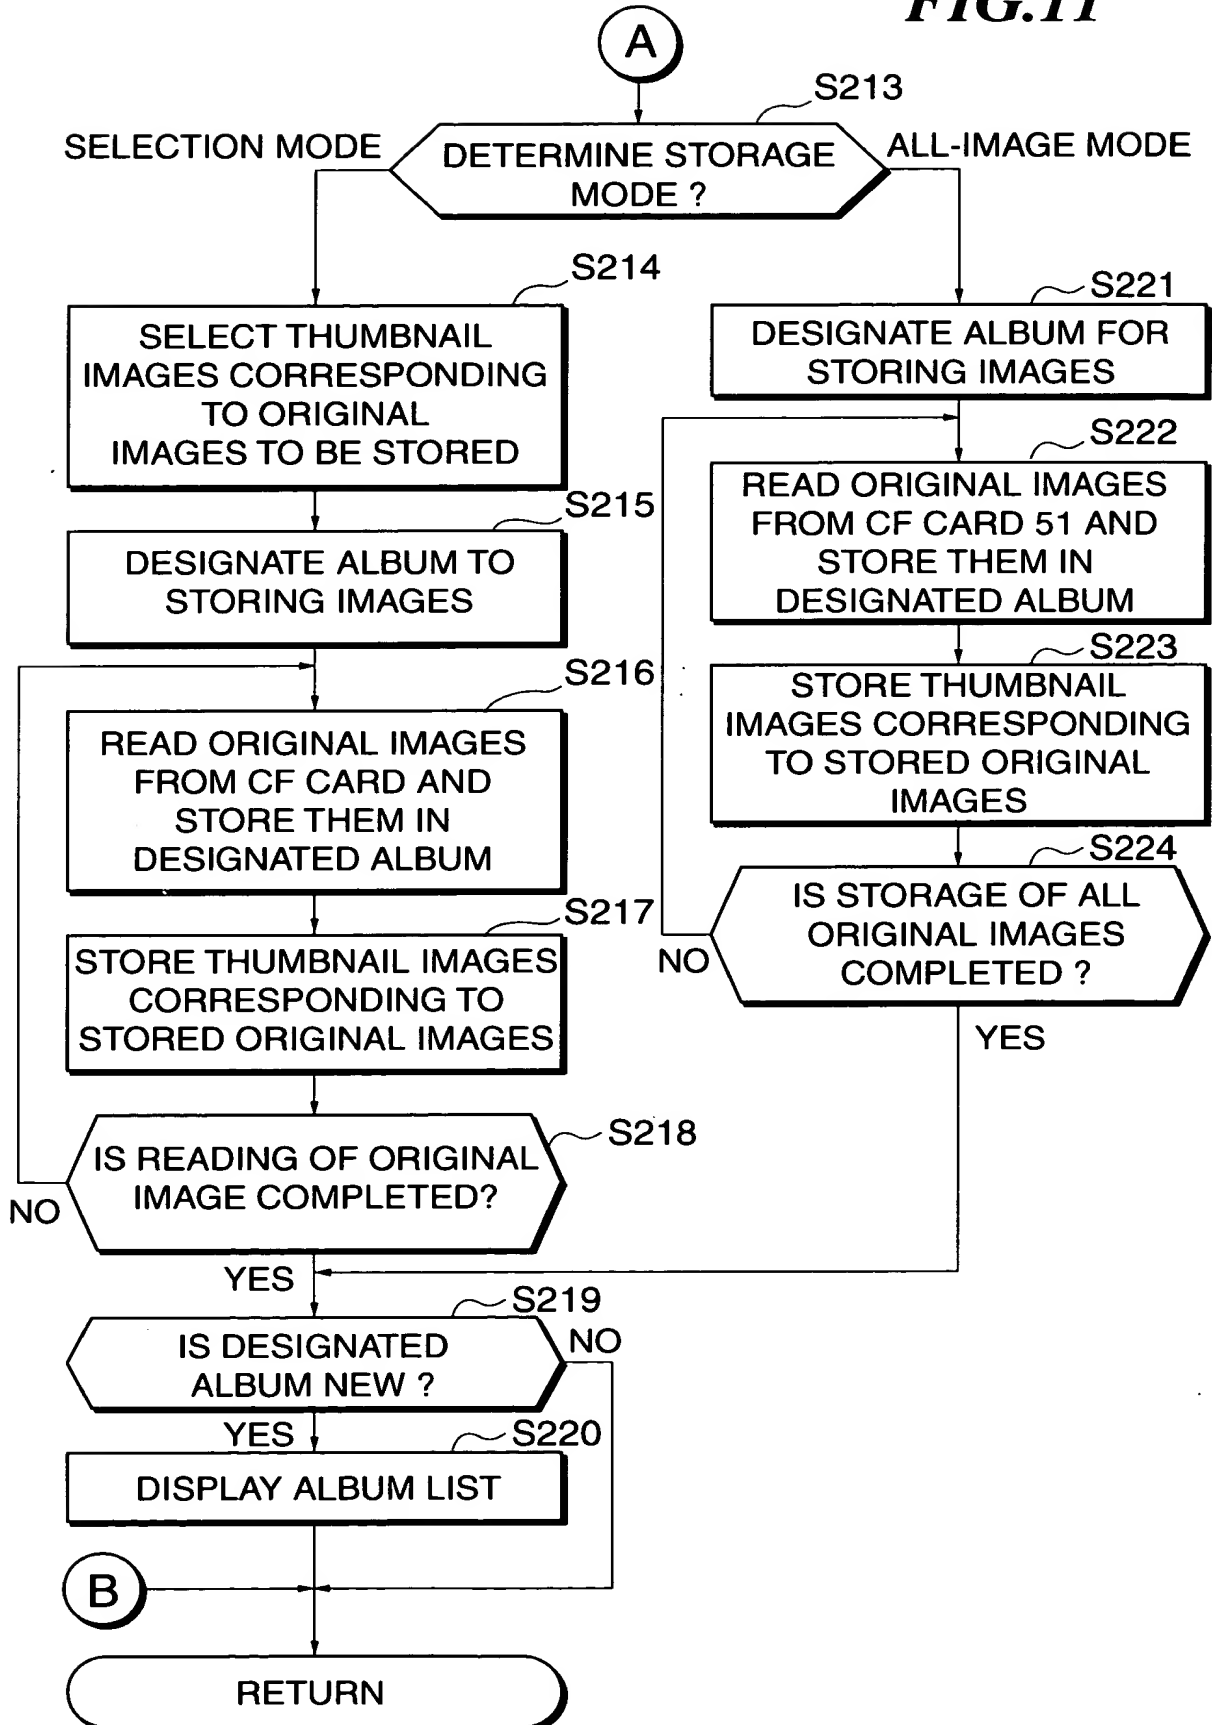 FIG.11
A
S213
SELECTION MODE
DETERMINE STORAGE
MODE ?
ALL-IMAGE MODE
S214
SELECT THUMBNAIL
IMAGES CORRESPONDING
TO ORIGINAL
IMAGES TO BE STORED
S215
DESIGNATE ALBUM TO
STORING IMAGES
S216
READ ORIGINAL IMAGES
FROM CF CARD AND
STORE THEM IN
DESIGNATED ALBUM
S217
STORE THUMBNAIL IMAGES
CORRESPONDING TO
STORED ORIGINAL IMAGES
S218
IS READING OF ORIGINAL
IMAGE COMPLETED?
NO
YES
S221
DESIGNATE ALBUM FOR
STORING IMAGES
S222
READ ORIGINAL IMAGES
FROM CF CARD 51 AND
STORE THEM IN
DESIGNATED ALBUM
S223
STORE THUMBNAIL
IMAGES CORRESPONDING
TO STORED ORIGINAL
IMAGES
S224
IS STORAGE OF ALL
ORIGINAL IMAGES
COMPLETED ?
NO
YES
S219
IS DESIGNATED
ALBUM NEW ?
NO
YES
S220
DISPLAY ALBUM LIST
B
RETURN